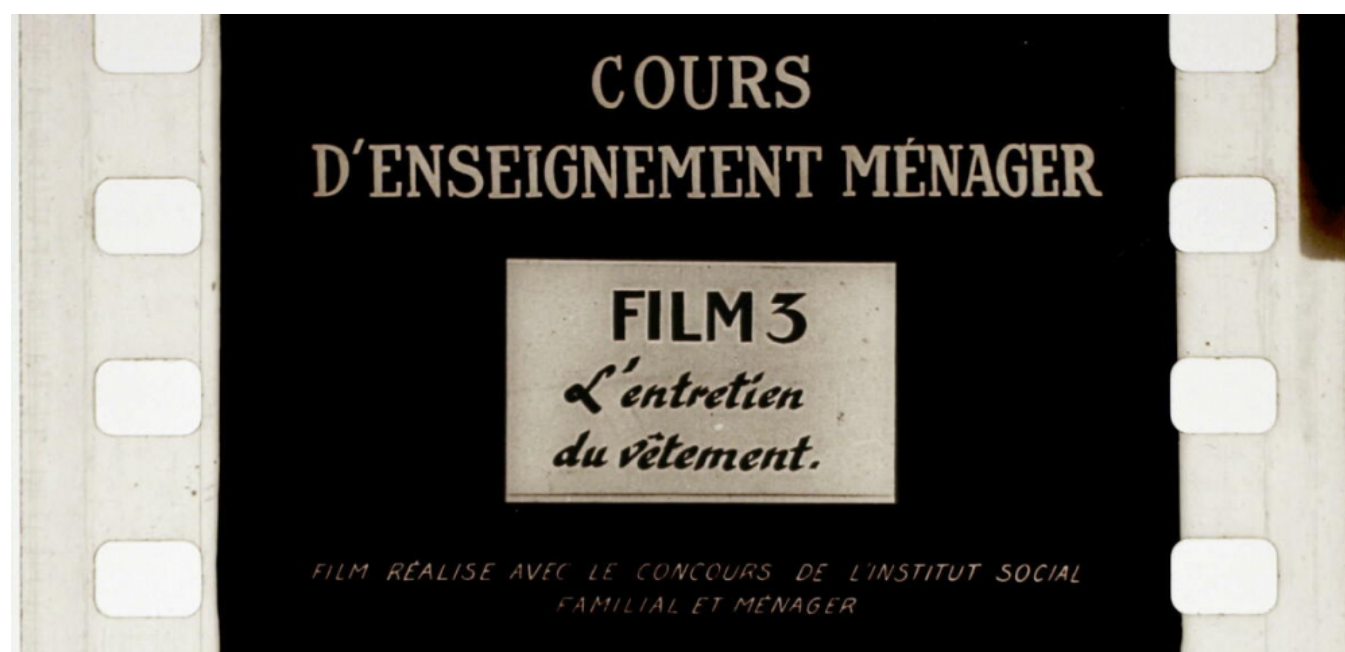 COURS
D'ENSEIGNEMENT MÉNAGER
FILM 3
L'entretien
du vêtement.
FILM RÉALISE AVEC LE CONCOURS DE L'INSTITUT SOCIAL
FAMILIAL ET MÉNAGER